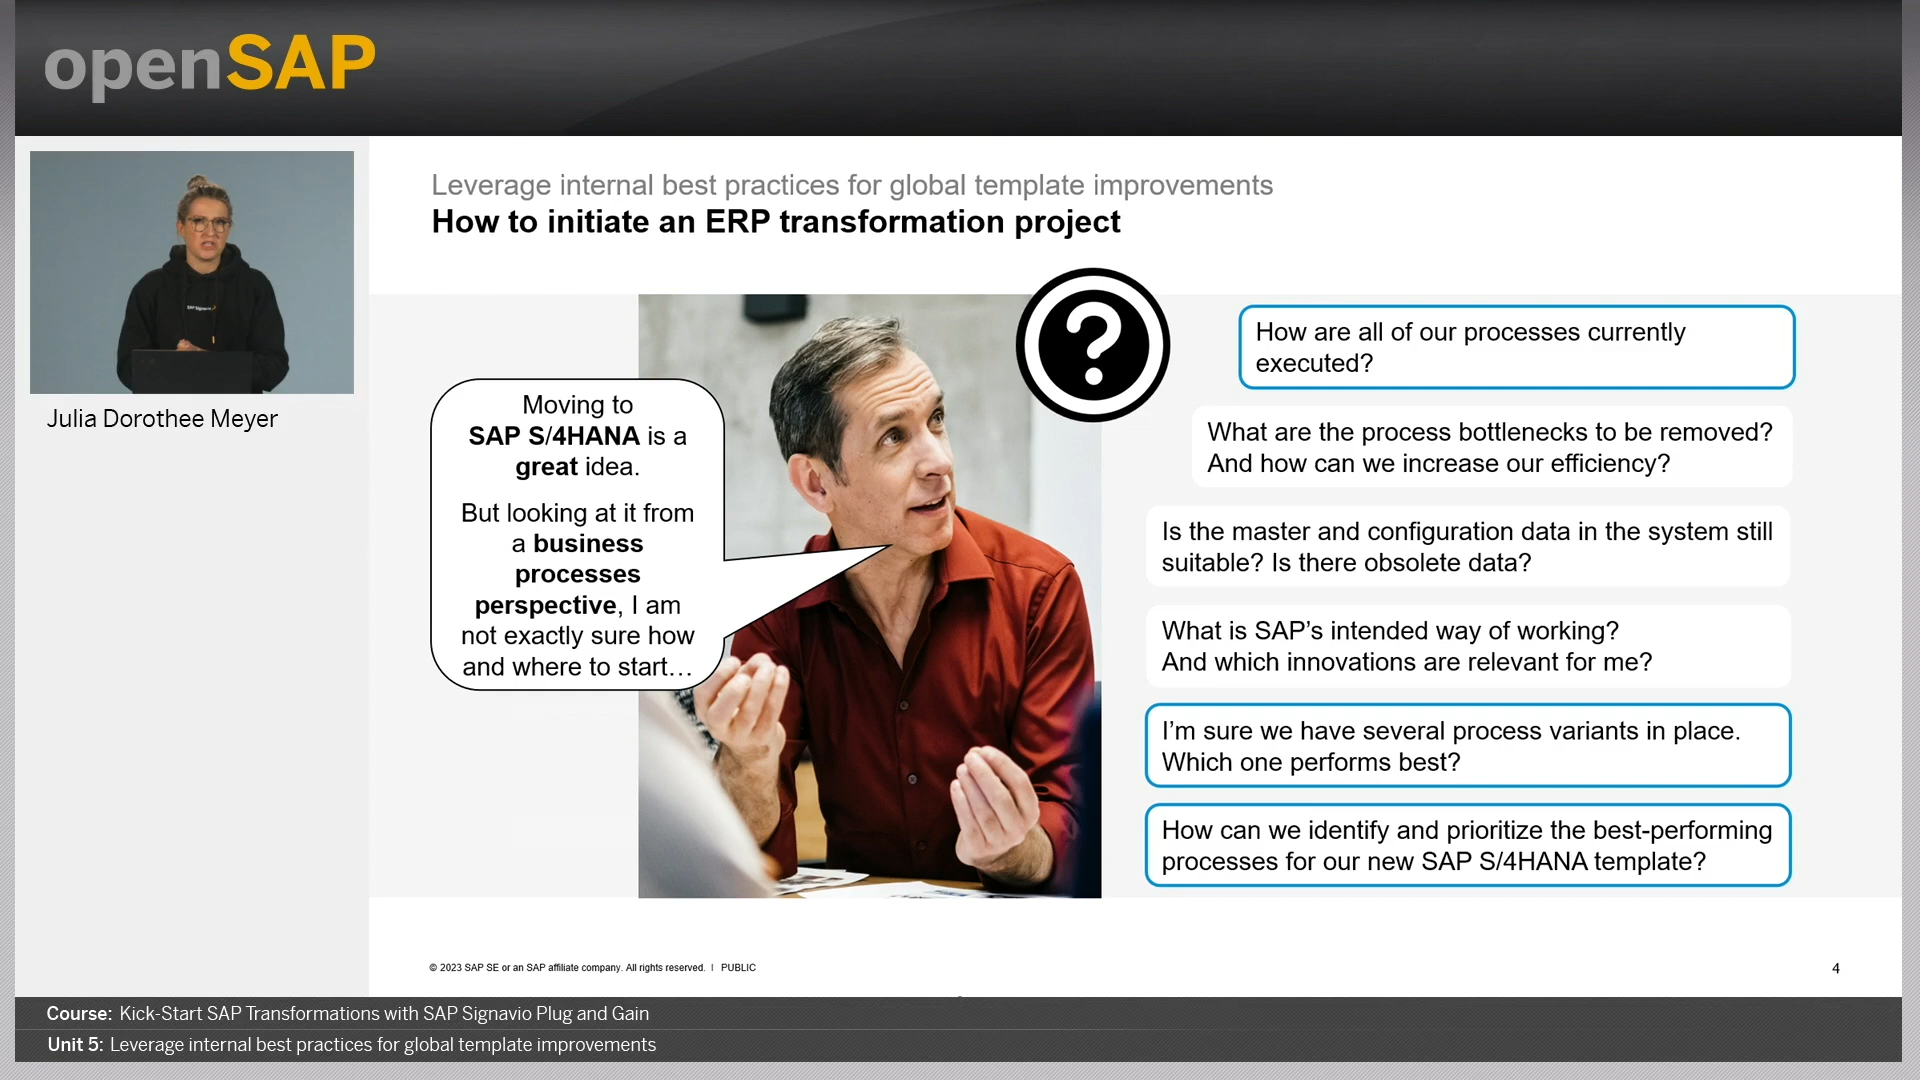 openSAP
Julia Dorothee Meyer
Leverage internal best practices for global template improvements
How to initiate an ERP transformation project
Moving to
SAP S/4HANA is a
great idea.
But looking at it from
a business
processes
perspective, I am
not exactly sure how
and where to start…
?
How are all of our processes currently
executed?
What are the process bottlenecks to be removed?
And how can we increase our efficiency?
Is the master and configuration data in the system still
suitable? Is there obsolete data?
What is SAP’s intended way of working?
And which innovations are relevant for me?
I’m sure we have several process variants in place.
Which one performs best?
How can we identify and prioritize the best-performing
processes for our new SAP S/4HANA template?
© 2023 SAP SE or an SAP affiliate company. All rights reserved. I PUBLIC
4
Course: Kick-Start SAP Transformations with SAP Signavio Plug and Gain
Unit 5: Leverage internal best practices for global template improvements